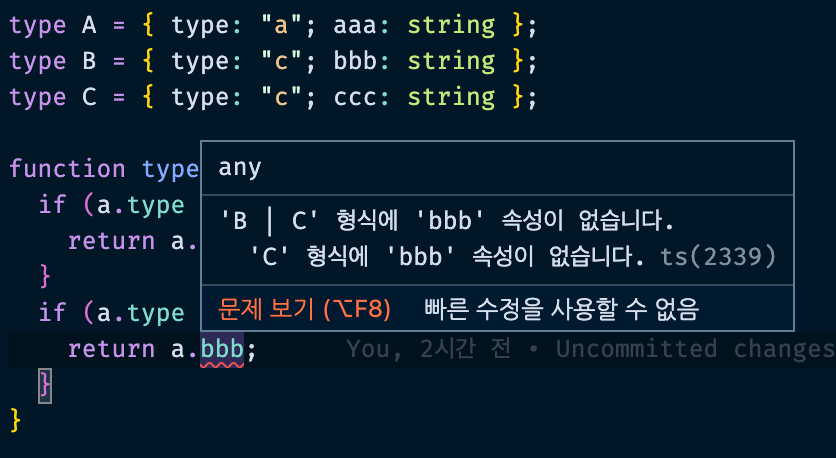 type A = { type: "a"; aaa: string };
type B = { type: "c"; bbb: string };
type C = { type: "c"; ccc: string };
function type
any
if (a.type
'B | C' 형식에 'bbb' 속성이 없습니다.
return a.
'C' 형식에 'bbb' 속성이 없습니다. ts(2339)
}
if (a.type
문제 보기 (⌥F8) 빠른 수정을 사용할 수 없음
return a.bbb; You, 2시간 전 • Uncommitted changes
}
}